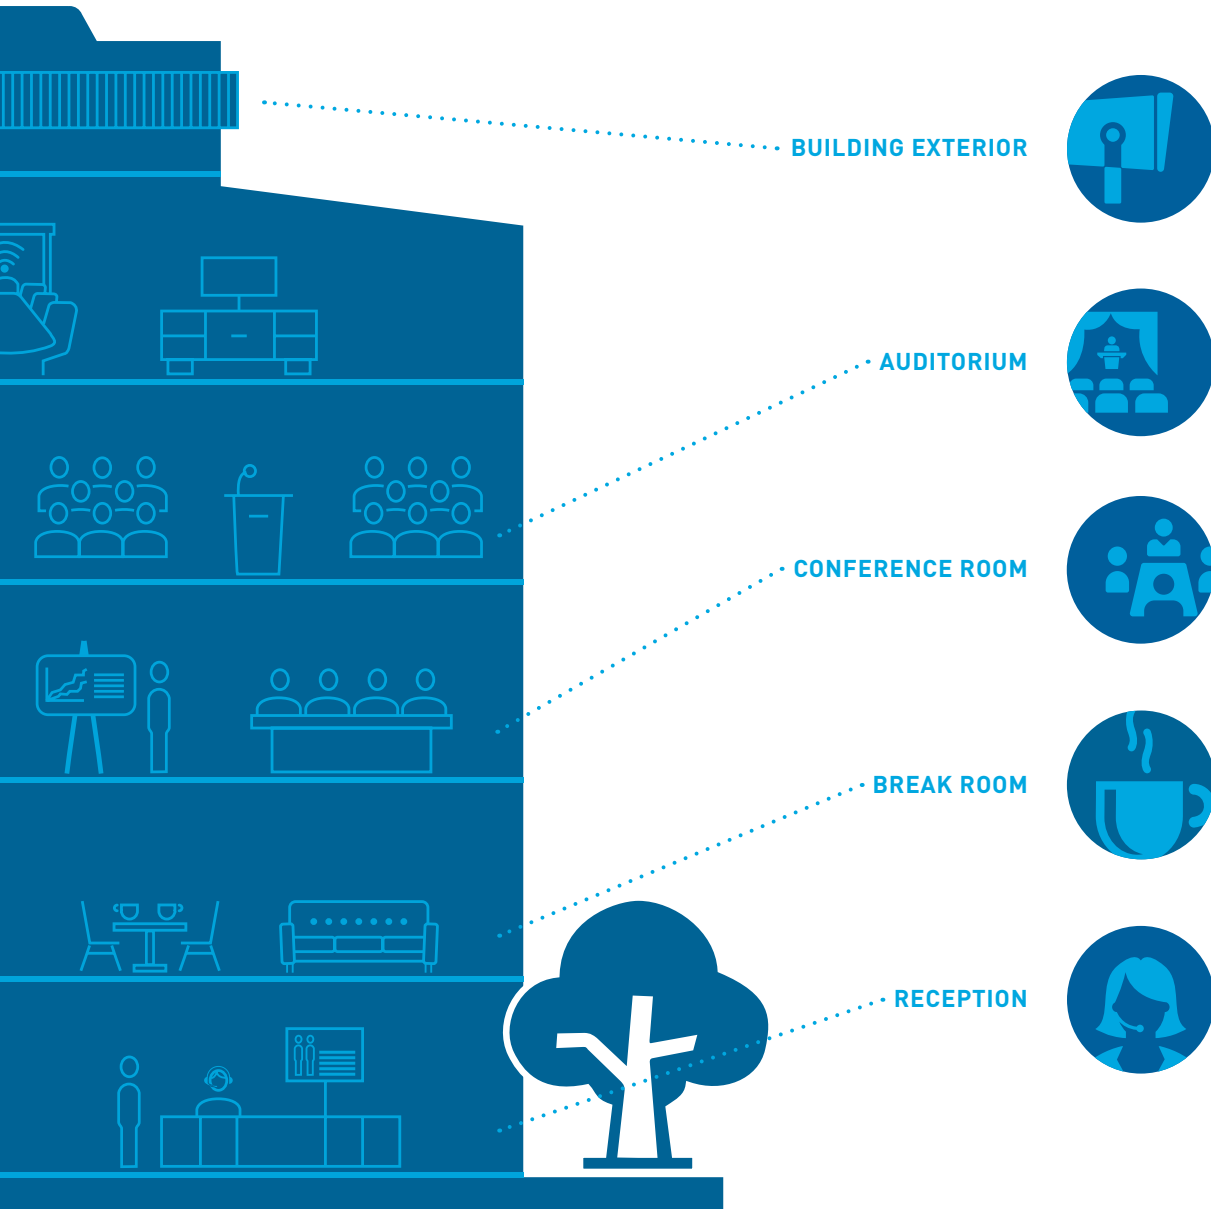 BUILDING EXTERIOR
AUDITORIUM
CONFERENCE ROOM
BREAK ROOM
RECEPTION